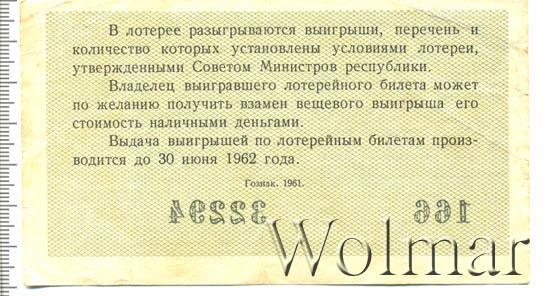 В лотерее разыгрываются выигрыши, перечень и
количество которых установлены условиями лотереи,
утвержденными Советом Министров республики.
Владелец выигравшего лотерейного билета может
по желанию получить взамен вещевого выигрыша его
стоимость наличными деньгами.
Выдача выигрышей по лотерейным билетам произ-
водится до 30 июня 1962 года.
Гознак. 1961.
Wolmar